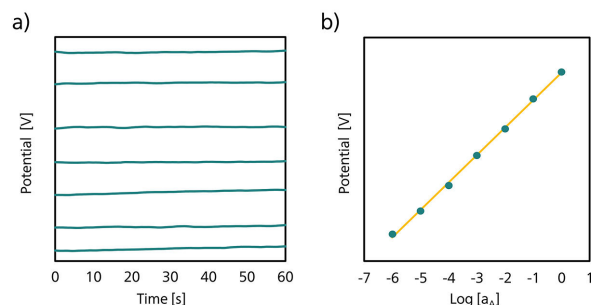 a)
Potential [V]
0 10 20 30 40 50 60
Time [s]
b)
Potential [V]
-7 -6 -5 -4 -3 -2 -1 0 1
Log [aA]